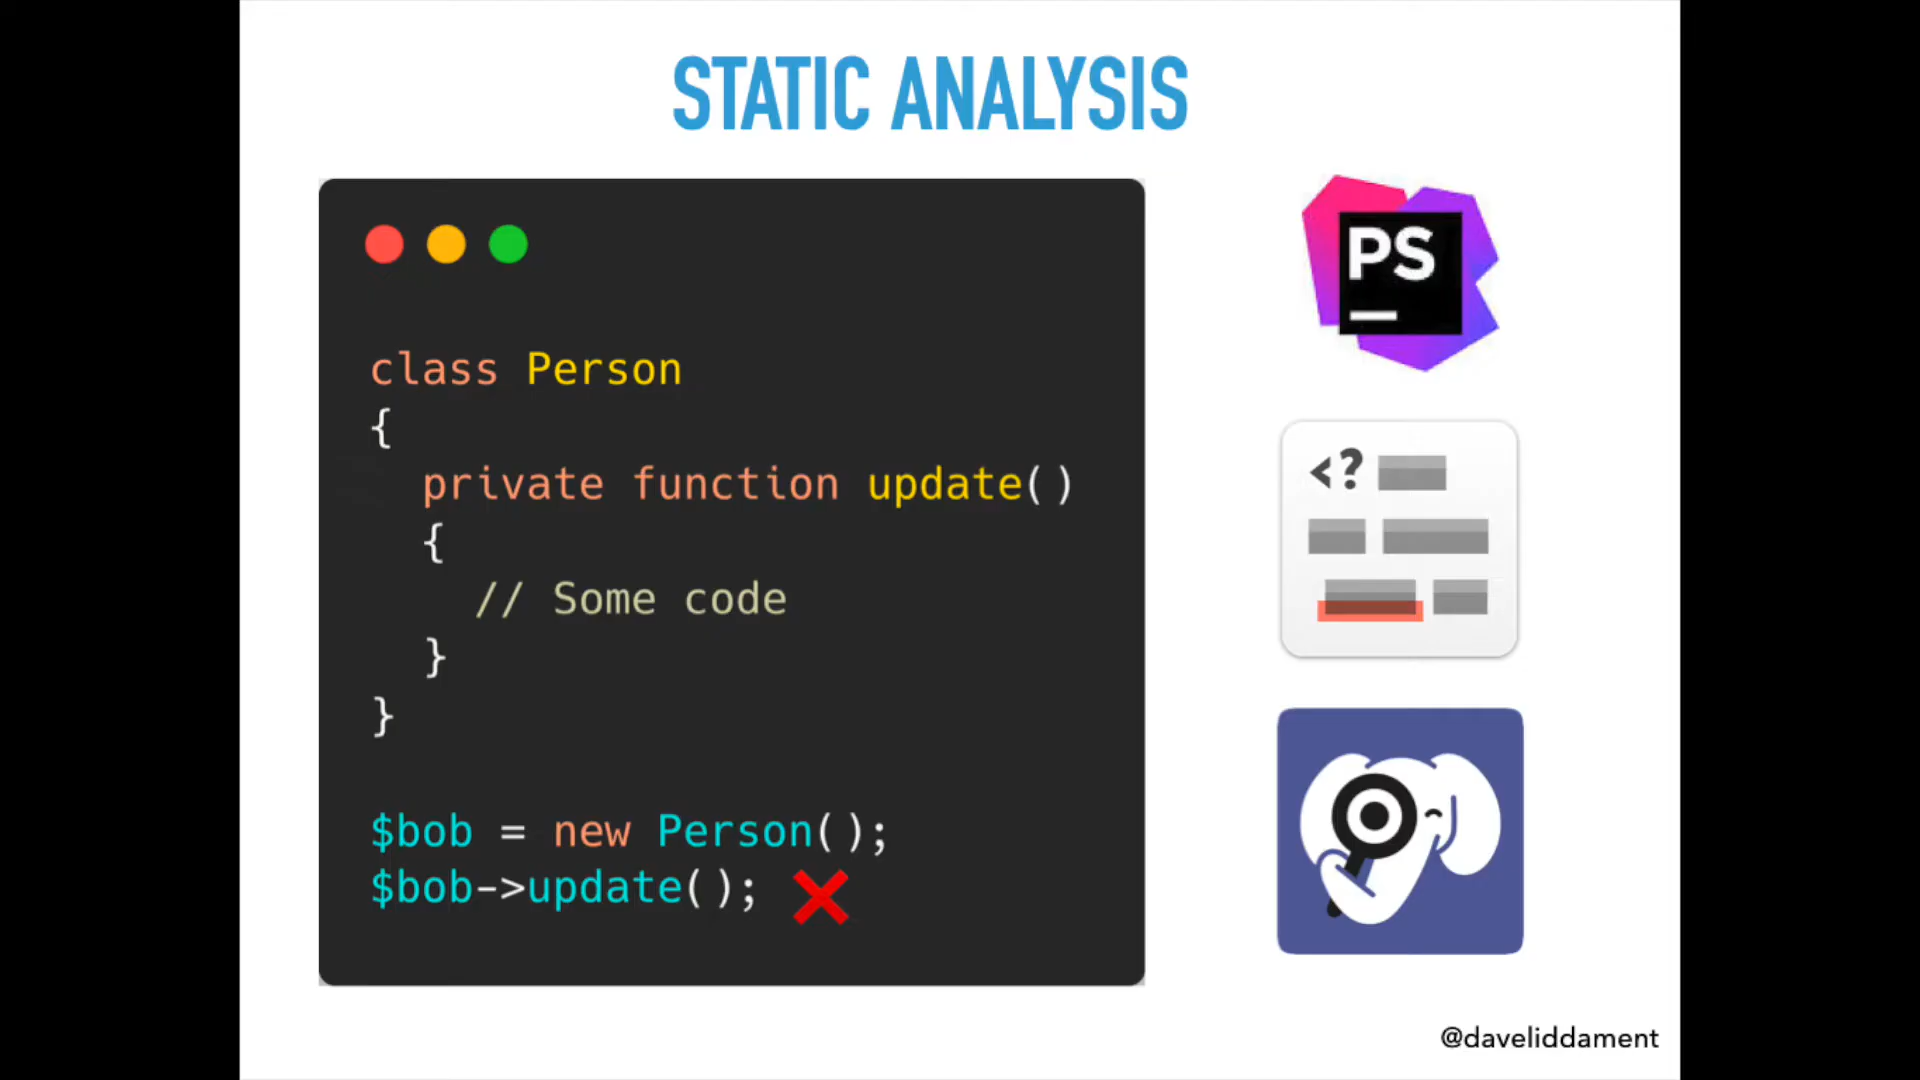 STATIC ANALYSIS
class Person
{
private function update()
{
// Some code
}
}
$bob = new Person();
$bob->update();
PS
<?
@daveliddament